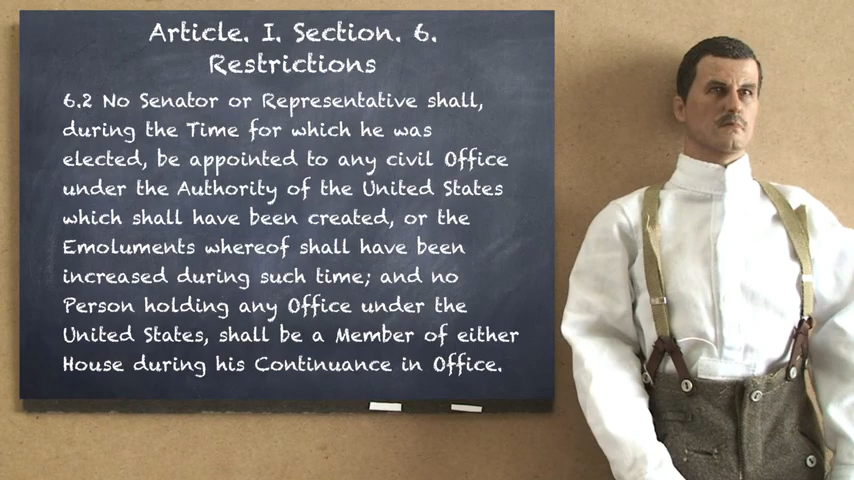 Article. I. Section. 6.
Restrictions
6.2 No Senator or Representative shall,
during the Time for which he was
elected, be appointed to any civil Office
under the Authority of the United States
which shall have been created, or the
Emoluments whereof shall have been
increased during such time; and no
Person holding any Office under the
United States, shall be a Member of either
House during his Continuance in Office.